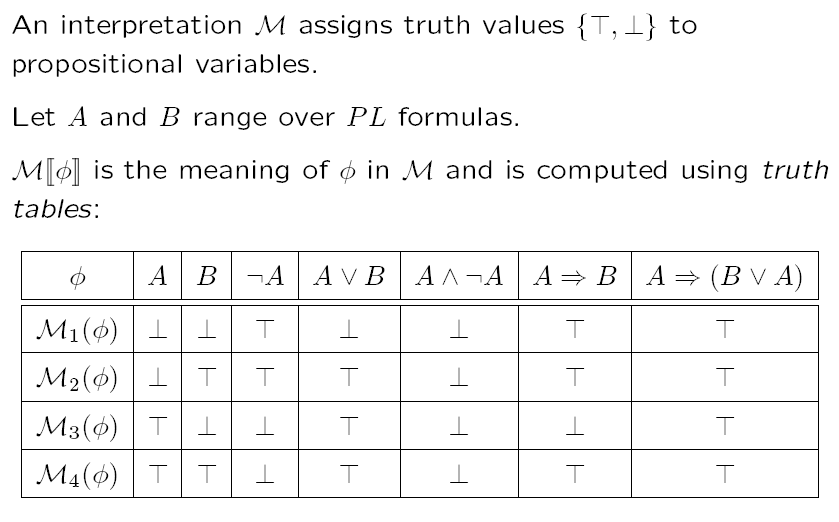 An interpretation ℳ assigns truth values {⊤, ⊥} to
propositional variables.
Let A and B range over PL formulas.
ℳ⟦ϕ⟧ is the meaning of ϕ in ℳ and is computed using truth
tables:
ϕ A B ¬A A ∨ B A ∧ ¬A A ⇒ B A ⇒ (B ∨ A)
ℳ₁(ϕ) ⊥ ⊥ ⊤ ⊥ ⊥ ⊤ ⊤
ℳ₂(ϕ) ⊥ ⊤ ⊤ ⊤ ⊥ ⊤ ⊤
ℳ₃(ϕ) ⊤ ⊥ ⊥ ⊤ ⊥ ⊥ ⊤
ℳ₄(ϕ) ⊤ ⊤ ⊥ ⊤ ⊥ ⊤ ⊤